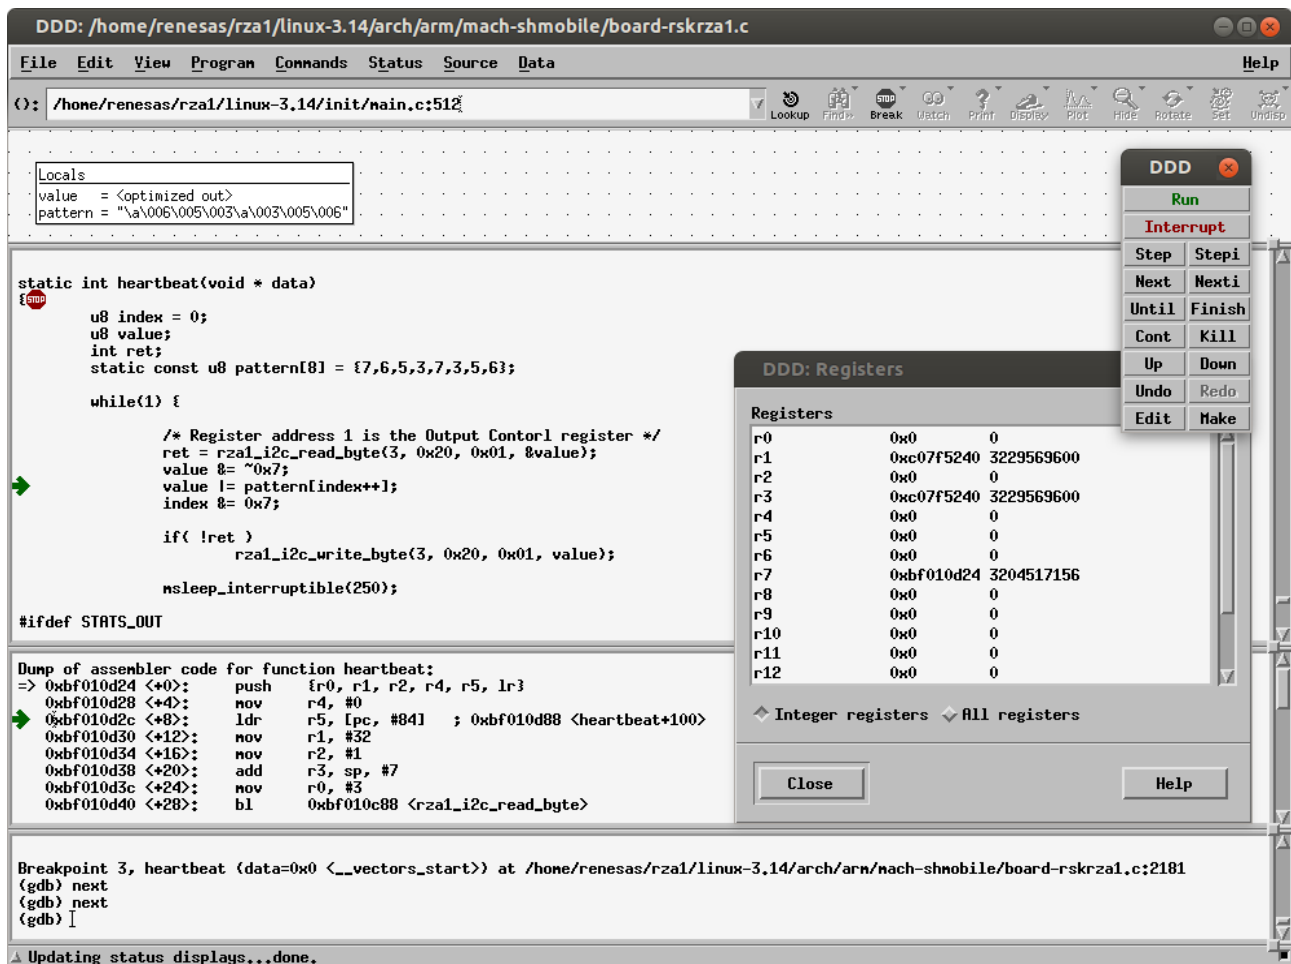 DDD: /home/renesas/rza1/linux-3.14/arch/arm/mach-shmobile/board-rskrza1.c
File Edit View Program Commands Status Source Data Help
(): /home/renesas/rza1/linux-3.14/init/main.c:512
Lookup Find>> Break Watch Print Display Plot Hide Rotate Set Undisp
Locals
value = <optimized out>
pattern = "\a\006\005\003\a\003\005\006"
DDD
Run
Interrupt
Step Stepi
Next Nexti
Until Finish
Cont Kill
Up Down
Undo Redo
Edit Make
static int heartbeat(void * data)
{STOP
u8 index = 0;
u8 value;
int ret;
static const u8 pattern[8] = {7,6,5,3,7,3,5,6};
while(1) {
/* Register address 1 is the Output Contorl register */
ret = rza1_i2c_read_byte(3, 0x20, 0x01, &value);
value &= ~0x7;
value |= pattern[index++];
index &= 0x7;
if( !ret )
rza1_i2c_write_byte(3, 0x20, 0x01, value);
msleep_interruptible(250);
#ifdef STATS_OUT
DDD: Registers
Registers
r0 0x0 0
r1 0xc07f5240 3229569600
r2 0x0 0
r3 0xc07f5240 3229569600
r4 0x0 0
r5 0x0 0
r6 0x0 0
r7 0xbf010d24 3204517156
r8 0x0 0
r9 0x0 0
r10 0x0 0
r11 0x0 0
r12 0x0 0
Integer registers All registers
Close Help
Dump of assembler code for function heartbeat:
=> 0xbf010d24 <+0>: push {r0, r1, r2, r4, r5, lr}
0xbf010d28 <+4>: mov r4, #0
0xbf010d2c <+8>: ldr r5, [pc, #84] ; 0xbf010d88 <heartbeat+100>
0xbf010d30 <+12>: mov r1, #32
0xbf010d34 <+16>: mov r2, #1
0xbf010d38 <+20>: add r3, sp, #7
0xbf010d3c <+24>: mov r0, #3
0xbf010d40 <+28>: bl 0xbf010c88 <rza1_i2c_read_byte>
Breakpoint 3, heartbeat (data=0x0 <__vectors_start>) at /home/renesas/rza1/linux-3.14/arch/arm/mach-shmobile/board-rskrza1.c:2181
(gdb) next
(gdb) next
(gdb)
Updating status displays...done.